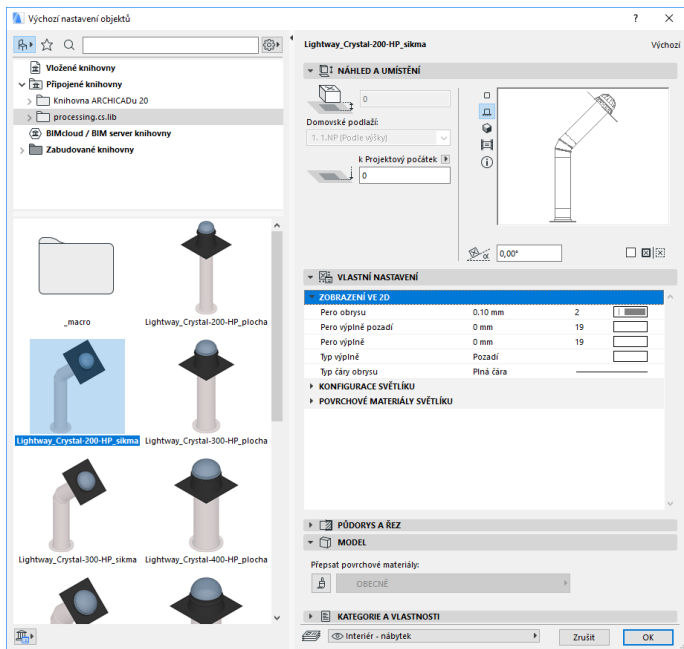 Výchozí nastavení objektů
? ×
Vložené knihovny
Připojené knihovny
Knihovna ARCHICADu 20
processing.cs.lib
BIMcloud / BIM server knihovny
Zabudované knihovny
_macro
Lightway_Crystal-200-HP_plocha
Lightway_Crystal-200-HP_sikma
Lightway_Crystal-300-HP_plocha
Lightway_Crystal-300-HP_sikma
Lightway_Crystal-400-HP_plocha
Lightway_Crystal-200-HP_sikma
Výchozí
NÁHLED A UMÍSTĚNÍ
0
Domovské podlaží:
1. 1.NP (Podle výšky)
k Projektový počátek
0
α
0,00°
VLASTNÍ NASTAVENÍ
ZOBRAZENÍ VE 2D
Pero obrysu 0.10 mm 2
Pero výplně pozadí 0 mm 19
Pero výplně 0 mm 19
Typ výplně Pozadí
Typ čáry obrysu Plná čára
KONFIGURACE SVĚTLÍKU
POVRCHOVÉ MATERIÁLY SVĚTLÍKU
PŮDORYS A ŘEZ
MODEL
Přepsat povrchové materiály:
OBECNÉ
KATEGORIE A VLASTNOSTI
Interiér - nábytek
Zrušit
OK